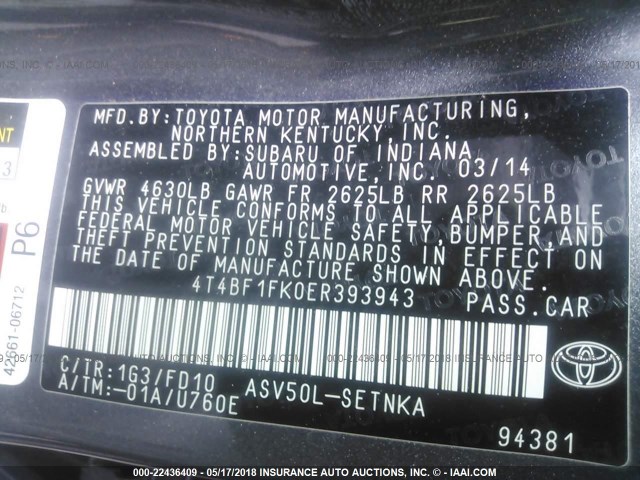 MFD.BY:TOYOTA MOTOR MANUFACTURING,
NORTHERN KENTUCKY, INC.
ASSEMBLED BY:SUBARU OF INDIANA
AUTOMOTIVE,INC. 03/14
GVWR 4630LB GAWR FR 2625LB RR 2625LB
THIS VEHICLE CONFORMS TO ALL APPLICABLE
FEDERAL MOTOR VEHICLE SAFETY,BUMPER,AND
THEFT PREVENTION STANDARDS IN EFFECT ON
THE DATE OF MANUFACTURE SHOWN ABOVE.
4T4BF1FK0ER393943 PASS.CAR
C/TR:1G3/FD10 ASV50L-SETNKA
A/TM:-01A/U760E
94381
TOYOTA
P6
42661-06712
000-22436409 - 05/17/2018 INSURANCE AUTO AUCTIONS, INC. - IAAI.COM